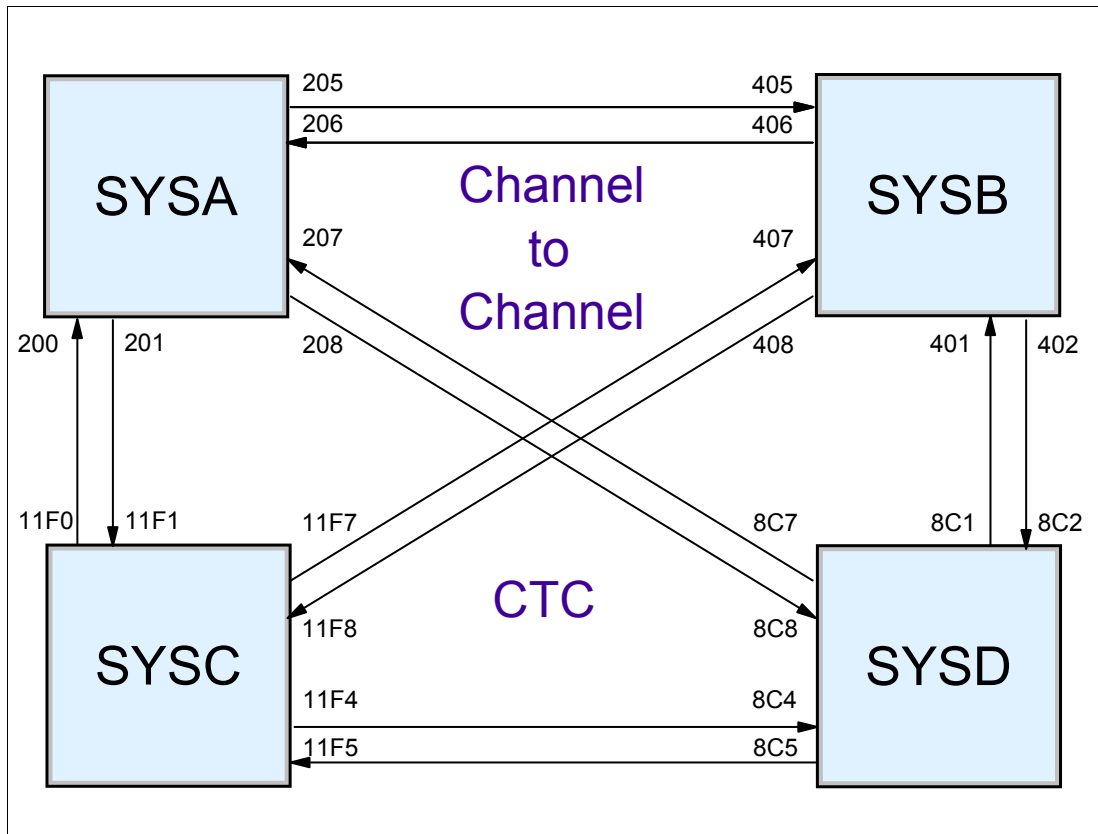 205
405
206
406
SYSA
SYSB
Channel
to
Channel
207
407
208
408
200
201
401
402
11F0
11F1
11F7
8C7
8C1
8C2
CTC
11F8
8C8
SYSC
SYSD
11F4
8C4
11F5
8C5